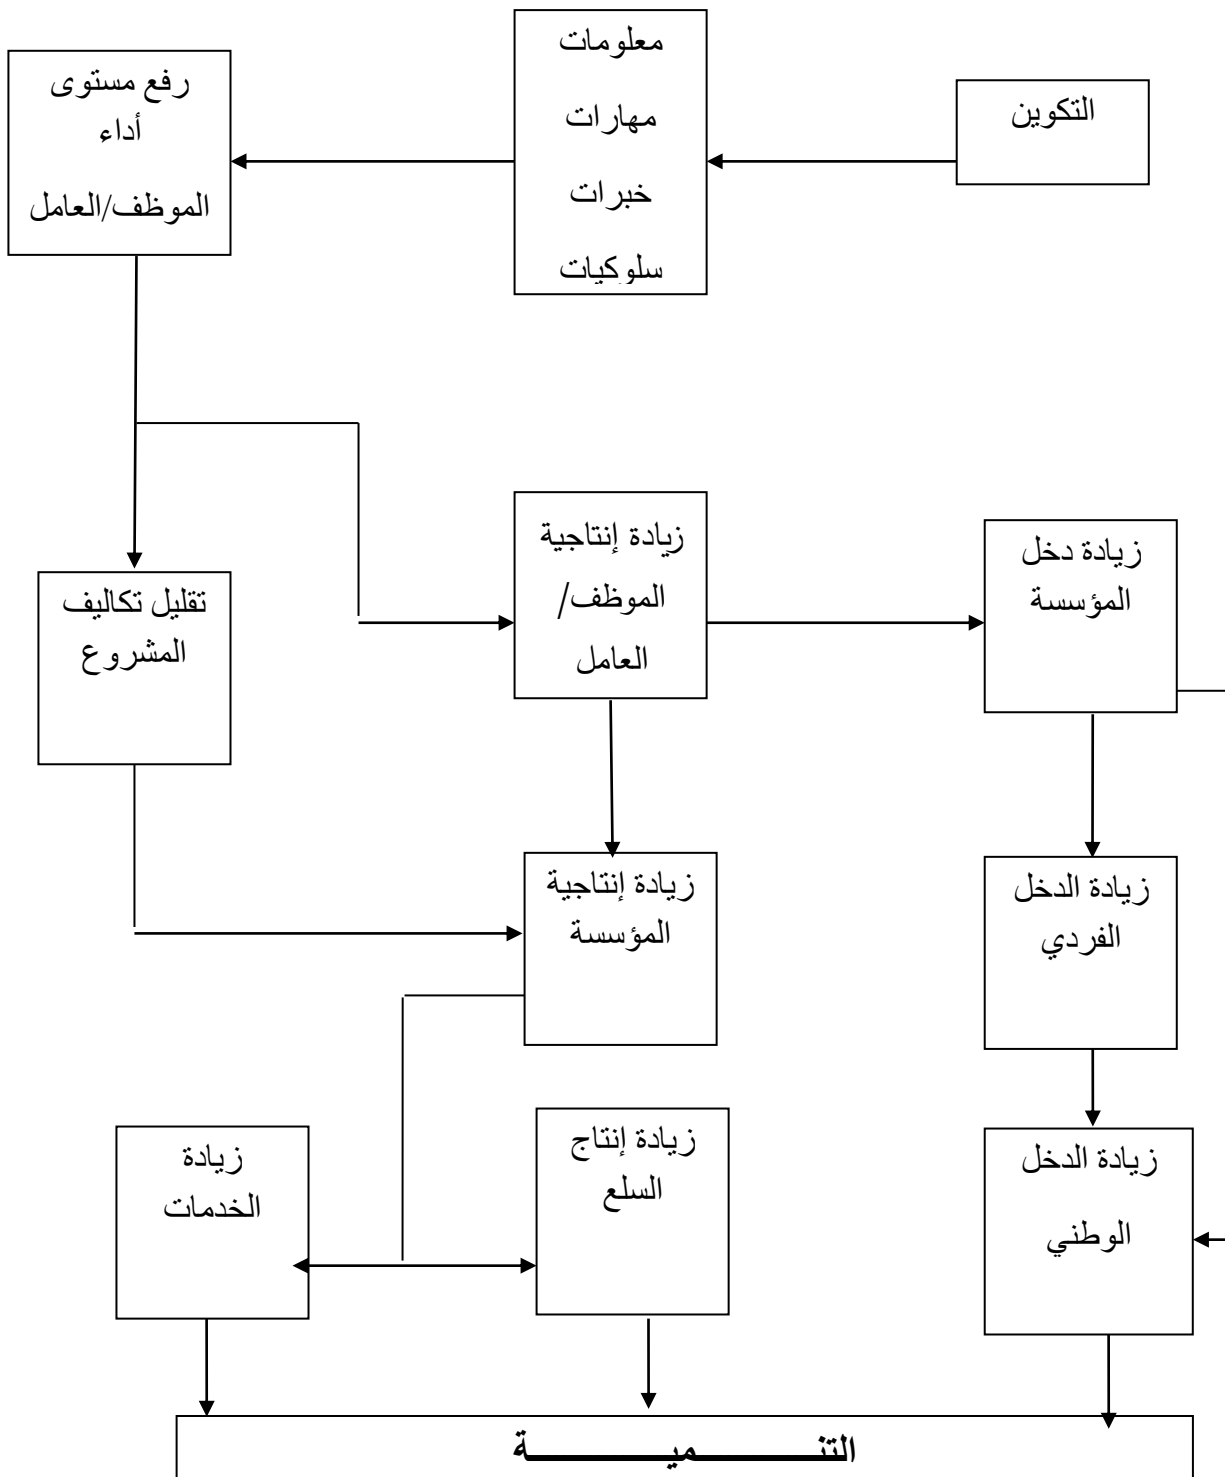 التكوين
معلومات
مهارات
خبرات
سلوكيات
رفع مستوى
أداء
الموظف/العامل
زيادة دخل
المؤسسة
زيادة إنتاجية
الموظف/
العامل
تقليل تكاليف
المشروع
زيادة الدخل
الفردي
زيادة إنتاجية
المؤسسة
زيادة الدخل
الوطني
زيادة إنتاج
السلع
زيادة
الخدمات
التنـــــــــميـــــــــــة